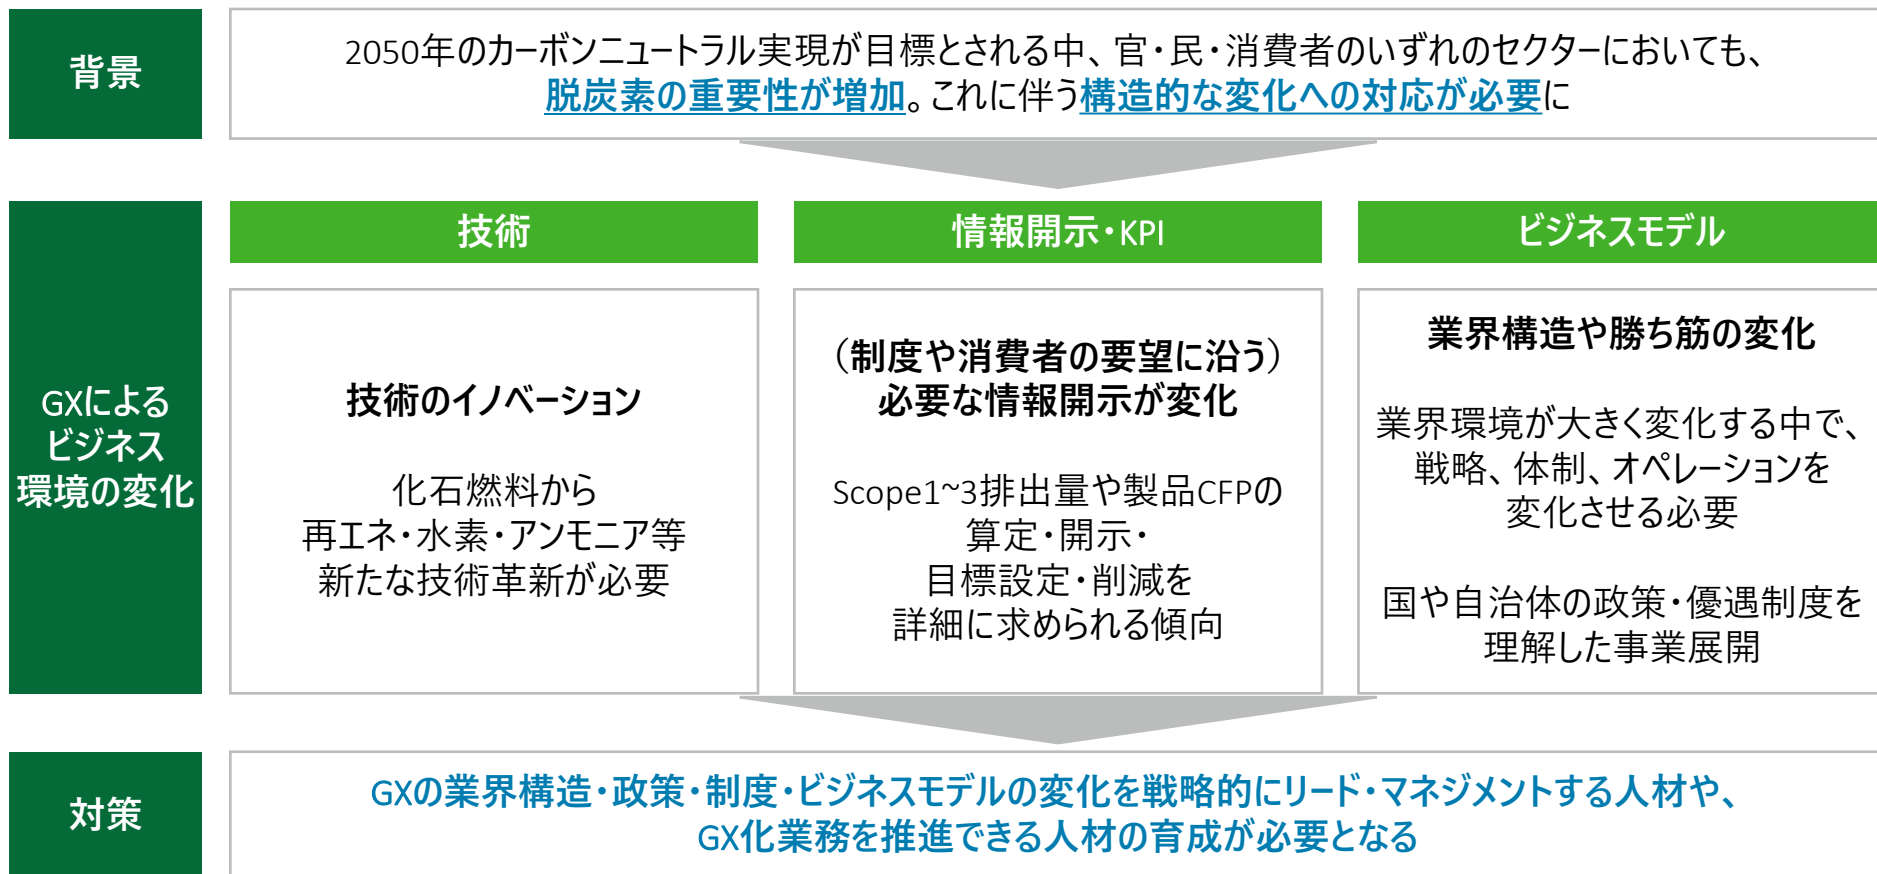 背景
2050年のカーボンニュートラル実現が目標とされる中、官・民・消費者のいずれのセクターにおいても、
脱炭素の重要性が増加。これに伴う構造的な変化への対応が必要に
GXによる
ビジネス
環境の変化
技術
技術のイノベーション
化石燃料から
再エネ・水素・アンモニア等
新たな技術革新が必要
情報開示・KPI
（制度や消費者の要望に沿う）
必要な情報開示が変化
Scope1~3排出量や製品CFPの
算定・開示・
目標設定・削減を
詳細に求められる傾向
ビジネスモデル
業界構造や勝ち筋の変化
業界環境が大きく変化する中で、
戦略、体制、オペレーションを
変化させる必要
国や自治体の政策・優遇制度を
理解した事業展開
対策
GXの業界構造・政策・制度・ビジネスモデルの変化を戦略的にリード・マネジメントする人材や、
GX化業務を推進できる人材の育成が必要となる